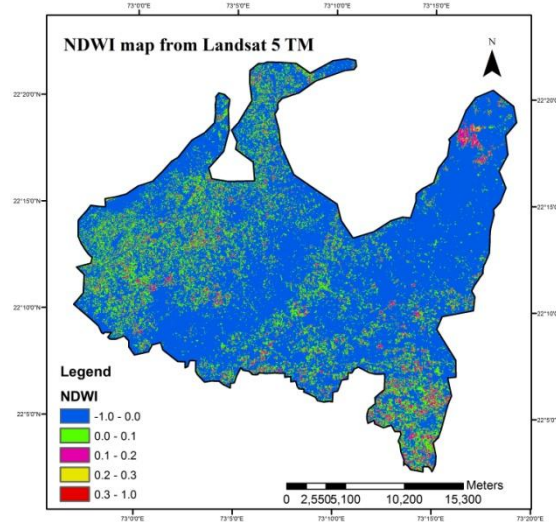 73°0'0"E 73°5'0"E 73°10'0"E 73°15'0"E
NDWI map from Landsat 5 TM
N
22°20'0"N 22°20'0"N
22°15'0"N 22°15'0"N
22°10'0"N 22°10'0"N
22°5'0"N 22°5'0"N
Legend
NDWI
-1.0 - 0.0
0.0 - 0.1
0.1 - 0.2
0.2 - 0.3
0.3 - 1.0
Meters
0 2,5505,100 10,200 15,300
73°0'0"E 73°5'0"E 73°10'0"E 73°15'0"E 73°20'0"E